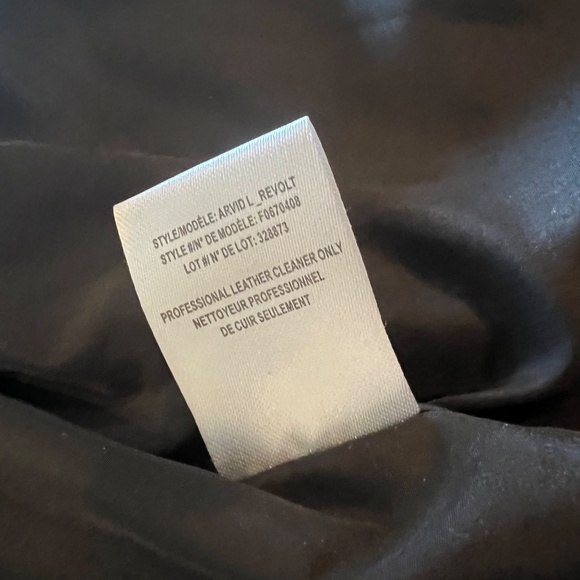 STYLE/MODÈLE: ARVID L_REVOLT
STYLE #/N° DE MODÈLE: F0670408
LOT #/ N° DE LOT: 328873
PROFESSIONAL LEATHER CLEANER ONLY
NETTOYEUR PROFESSIONNEL
DE CUIR SEULEMENT